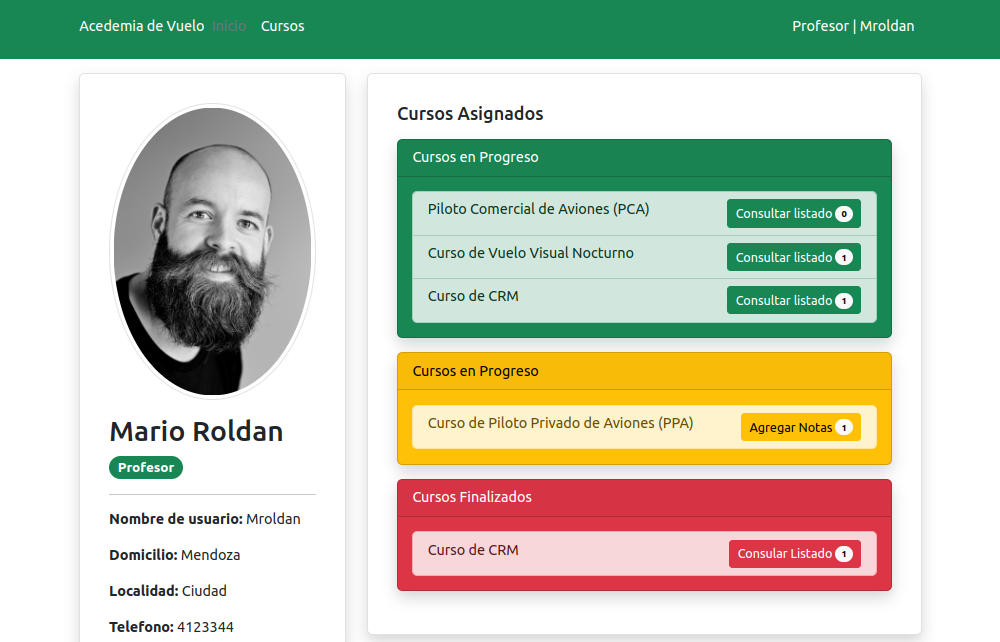 Acedemia de Vuelo Inicio Cursos Profesor | Mroldan
Mario Roldan
Profesor
Nombre de usuario: Mroldan
Domicilio: Mendoza
Localidad: Ciudad
Telefono: 4123344
Cursos Asignados
Cursos en Progreso
Piloto Comercial de Aviones (PCA) Consultar listado 0
Curso de Vuelo Visual Nocturno Consultar listado 1
Curso de CRM Consultar listado 1
Cursos en Progreso
Curso de Piloto Privado de Aviones (PPA) Agregar Notas 1
Cursos Finalizados
Curso de CRM Consular Listado 1